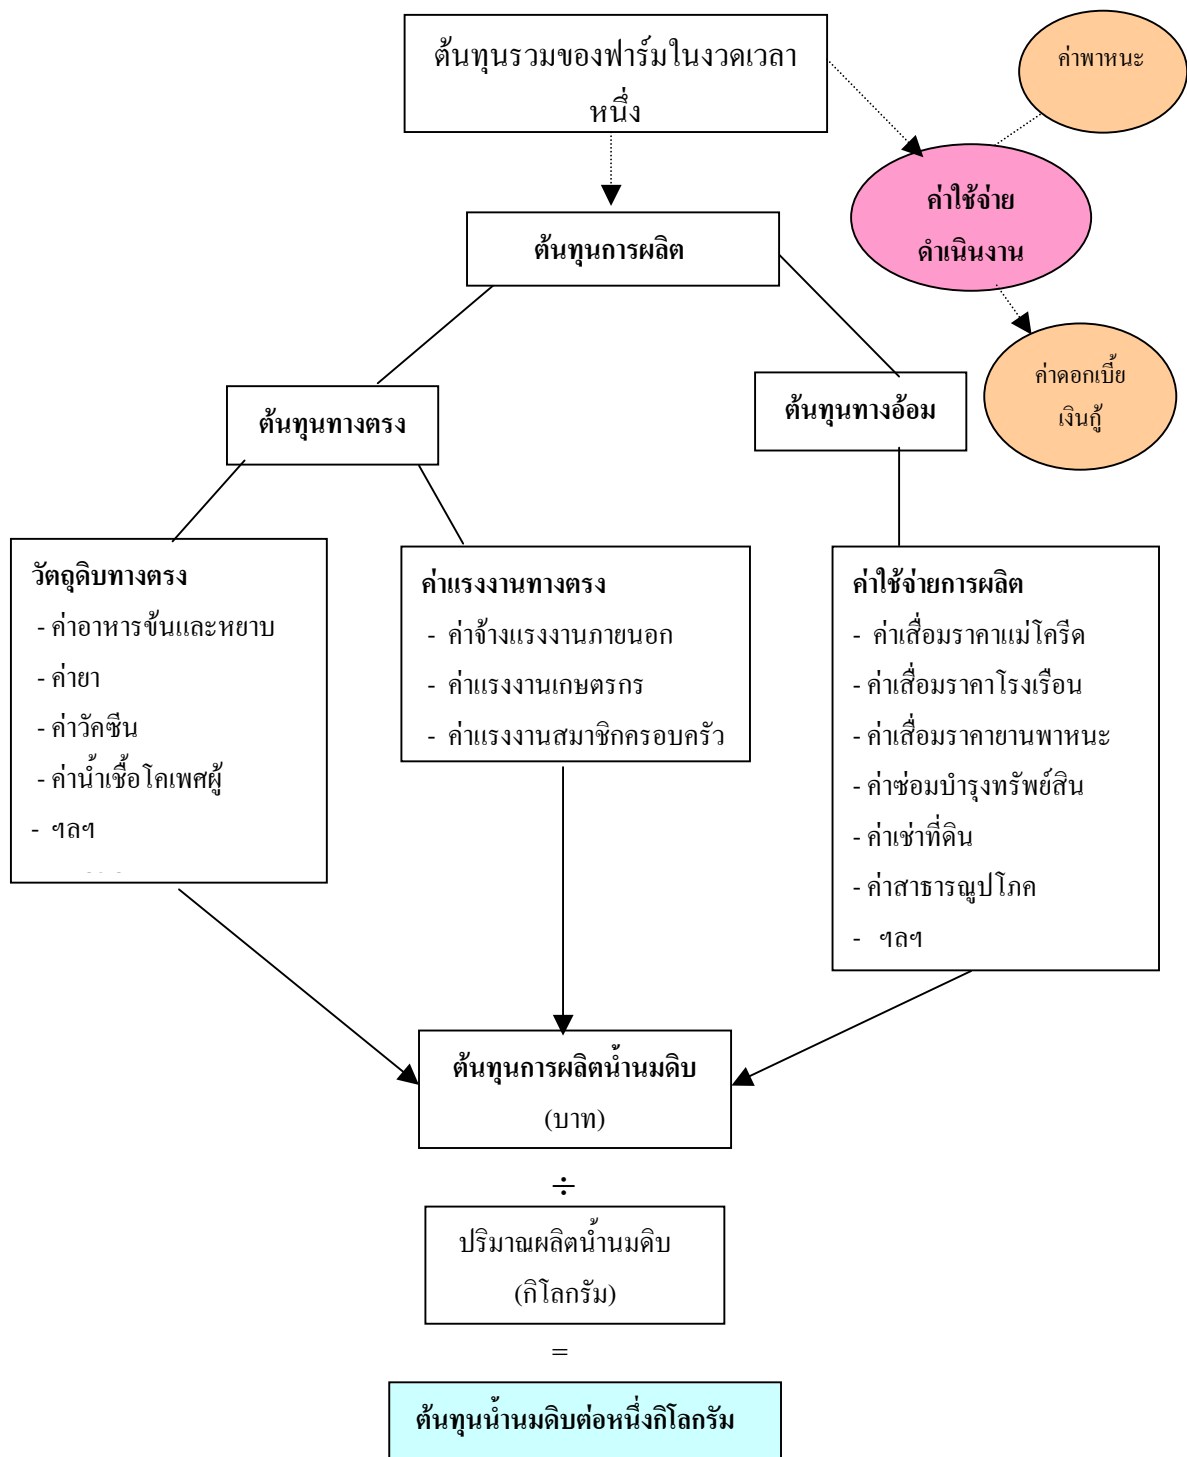 ต้นทุนรวมของฟาร์มในงวดเวลา
หนึ่ง
ค่าพาหนะ
ค่าใช้จ่าย
ดำเนินงาน
ต้นทุนการผลิต
ค่าดอกเบี้ย
เงินกู้
ต้นทุนทางตรง
ต้นทุนทางอ้อม
วัตถุดิบทางตรง
- ค่าอาหารข้นและหยาบ
- ค่ายา
- ค่าวัคซีน
- ค่าน้ำเชื้อโคเพศผู้
- ฯลฯ
ค่าแรงงานทางตรง
- ค่าจ้างแรงงานภายนอก
- ค่าแรงงานเกษตรกร
- ค่าแรงงานสมาชิกครอบครัว
ค่าใช้จ่ายการผลิต
- ค่าเสื่อมราคาแม่โครีด
- ค่าเสื่อมราคาโรงเรือน
- ค่าเสื่อมราคายานพาหนะ
- ค่าซ่อมบำรุงทรัพย์สิน
- ค่าเช่าที่ดิน
- ค่าสาธารณูปโภค
- ฯลฯ
ต้นทุนการผลิตน้ำนมดิบ
(บาท)
÷
ปริมาณผลิตน้ำนมดิบ
(กิโลกรัม)
=
ต้นทุนน้ำนมดิบต่อหนึ่งกิโลกรัม